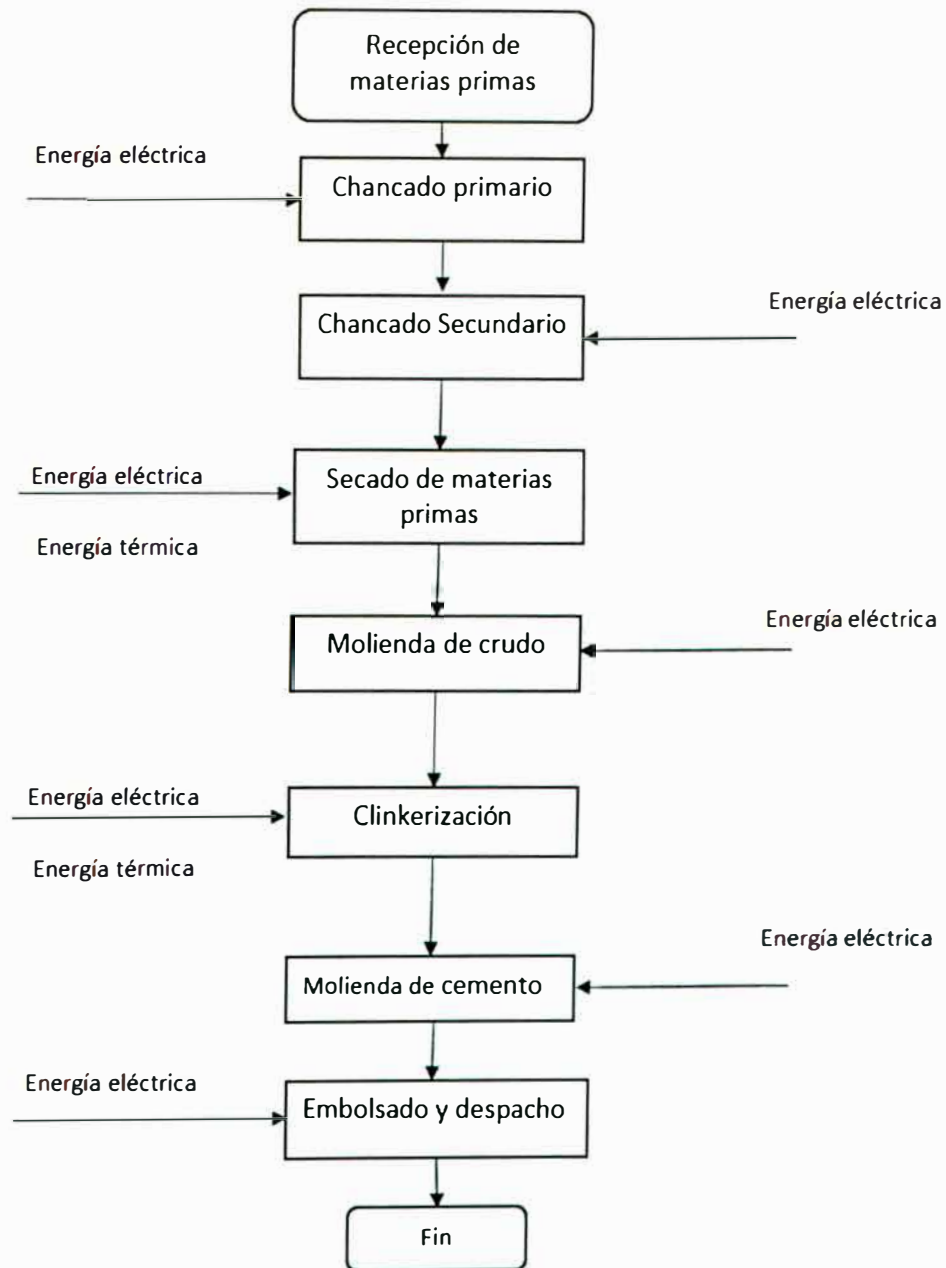 Recepción de
materias primas
Energía eléctrica
Chancado primario
Energía eléctrica
Chancado Secundario
Energía eléctrica
Secado de materias
primas
Energía térmica
Energía eléctrica
Molienda de crudo
Energía eléctrica
Clinkerización
Energía térmica
Energía eléctrica
Molienda de cemento
Energía eléctrica
Embolsado y despacho
Fin